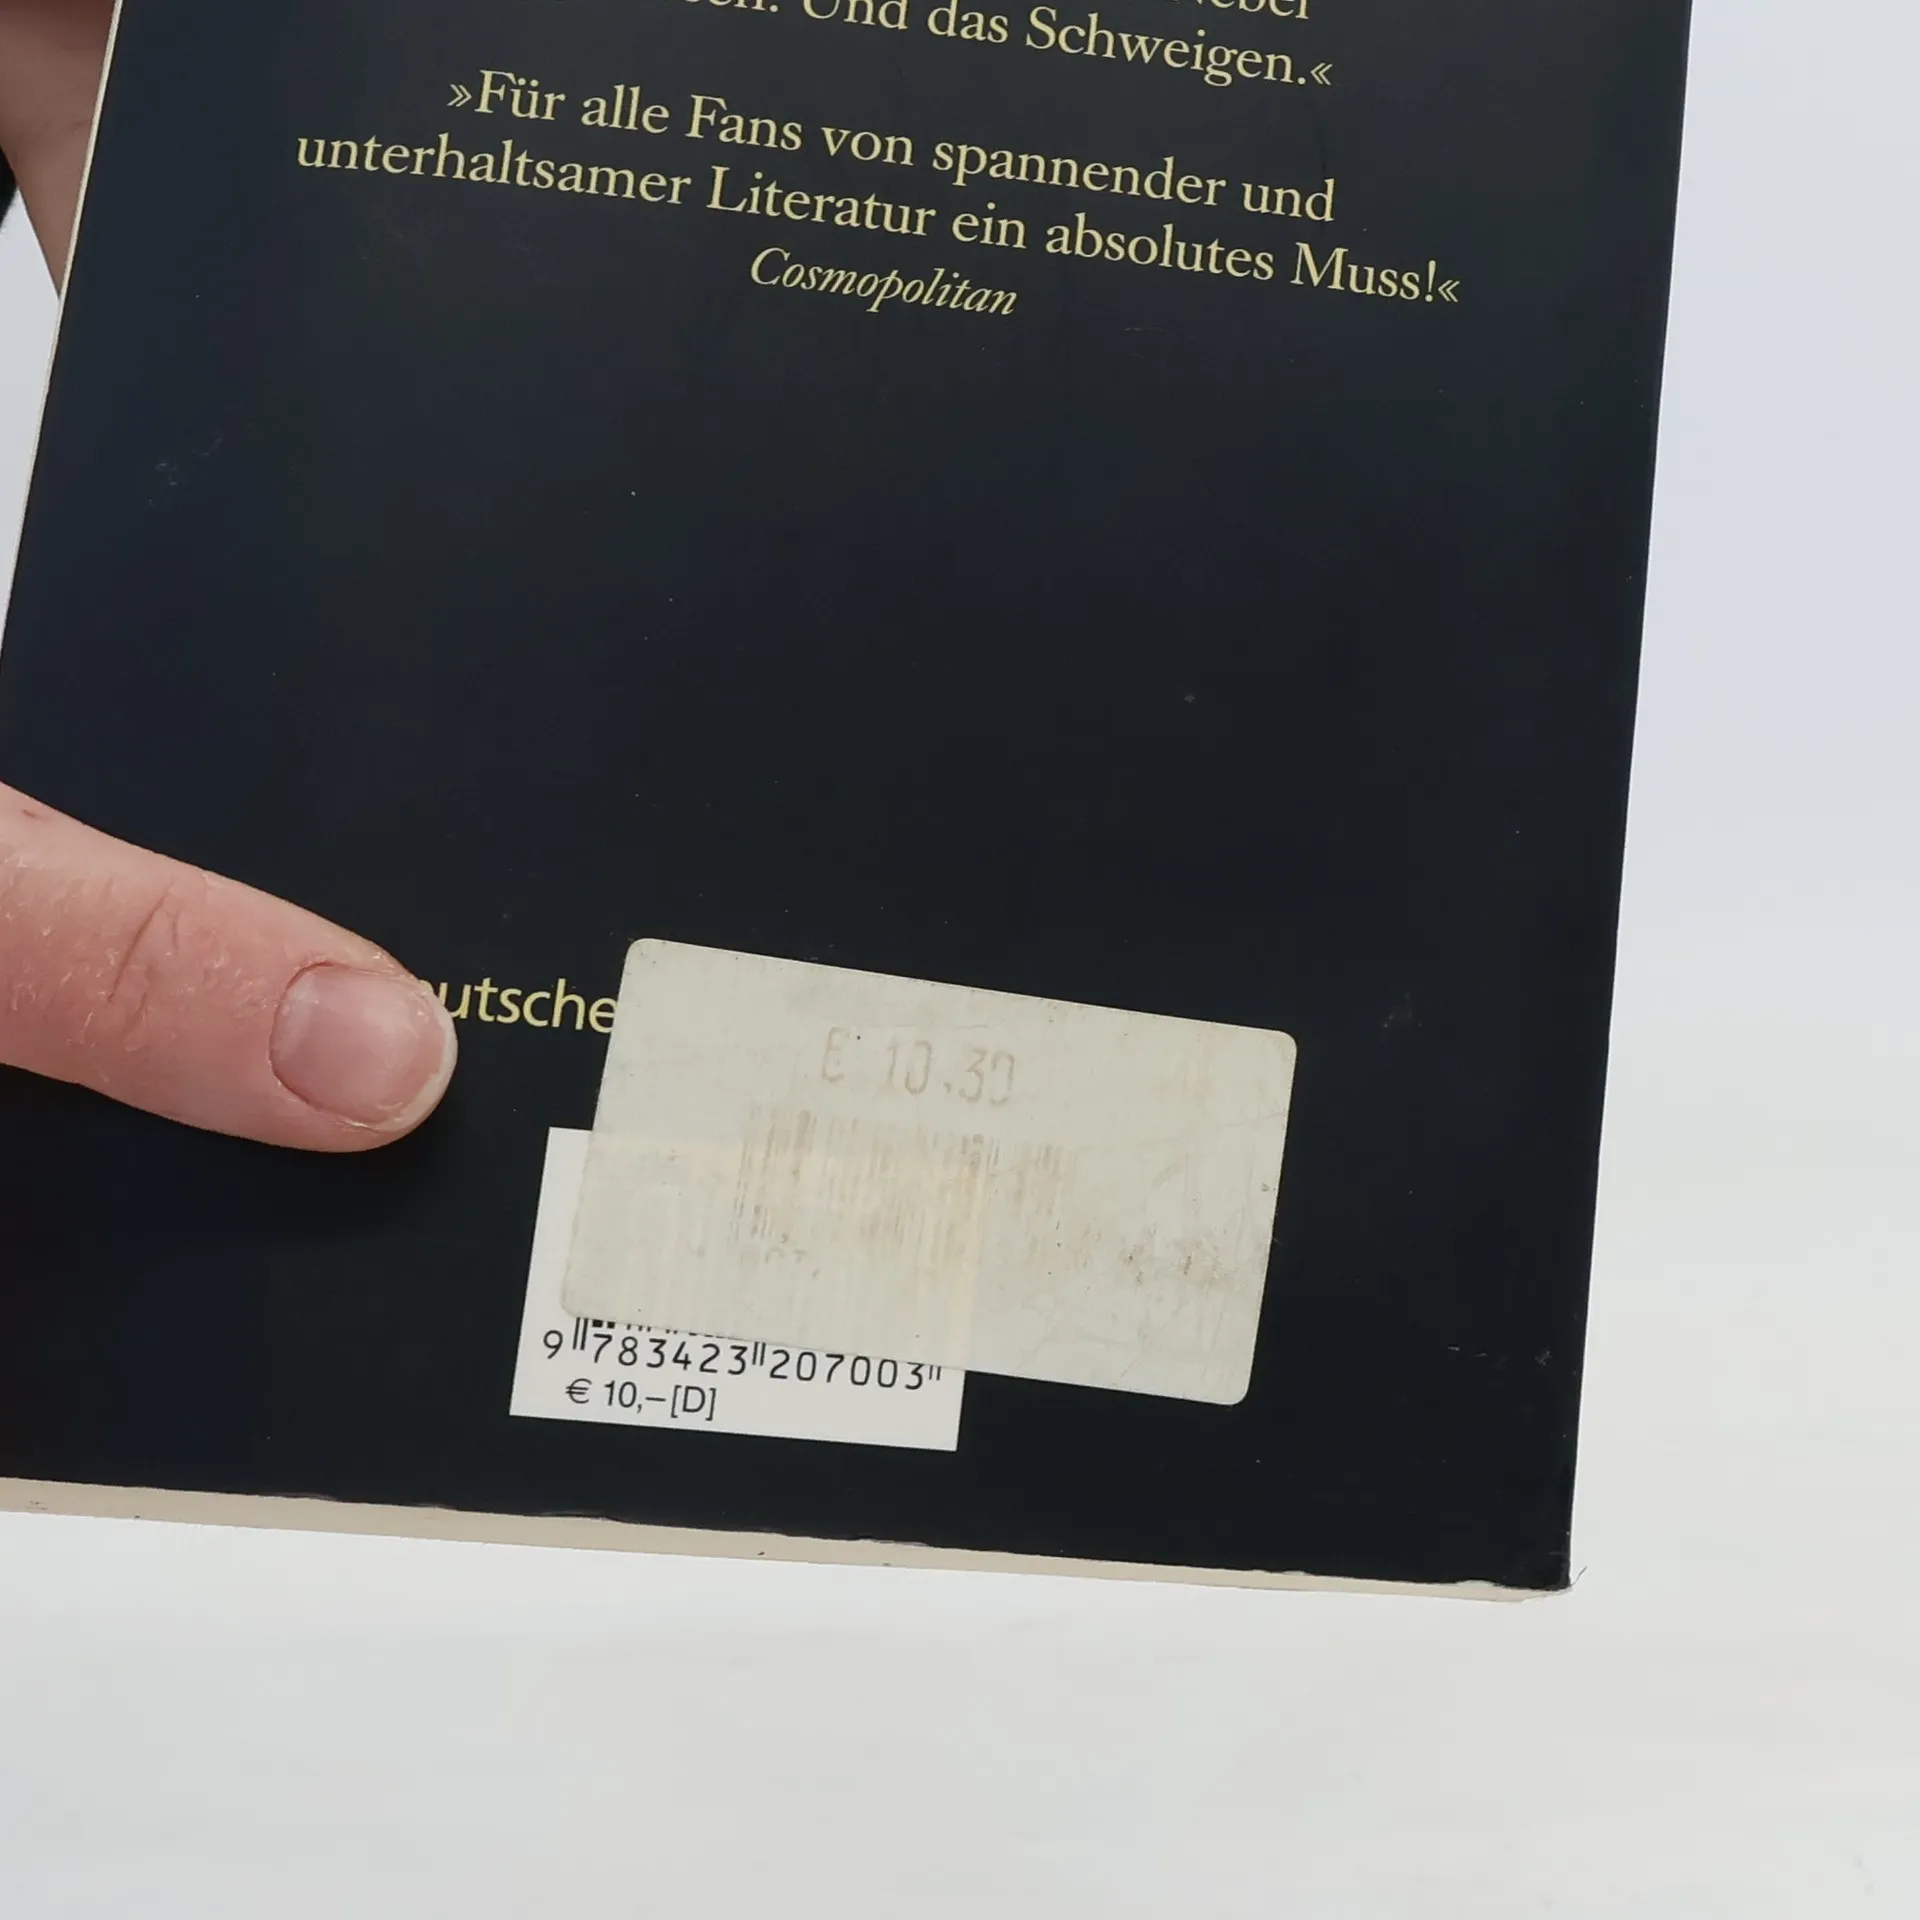 Und das Schweigen.«
»Für alle Fans von spannender und
unterhaltsamer Literatur ein absolutes Muss!«
Cosmopolitan
utsche
€ 10.30
9 783423 207003
€ 10,–[D]